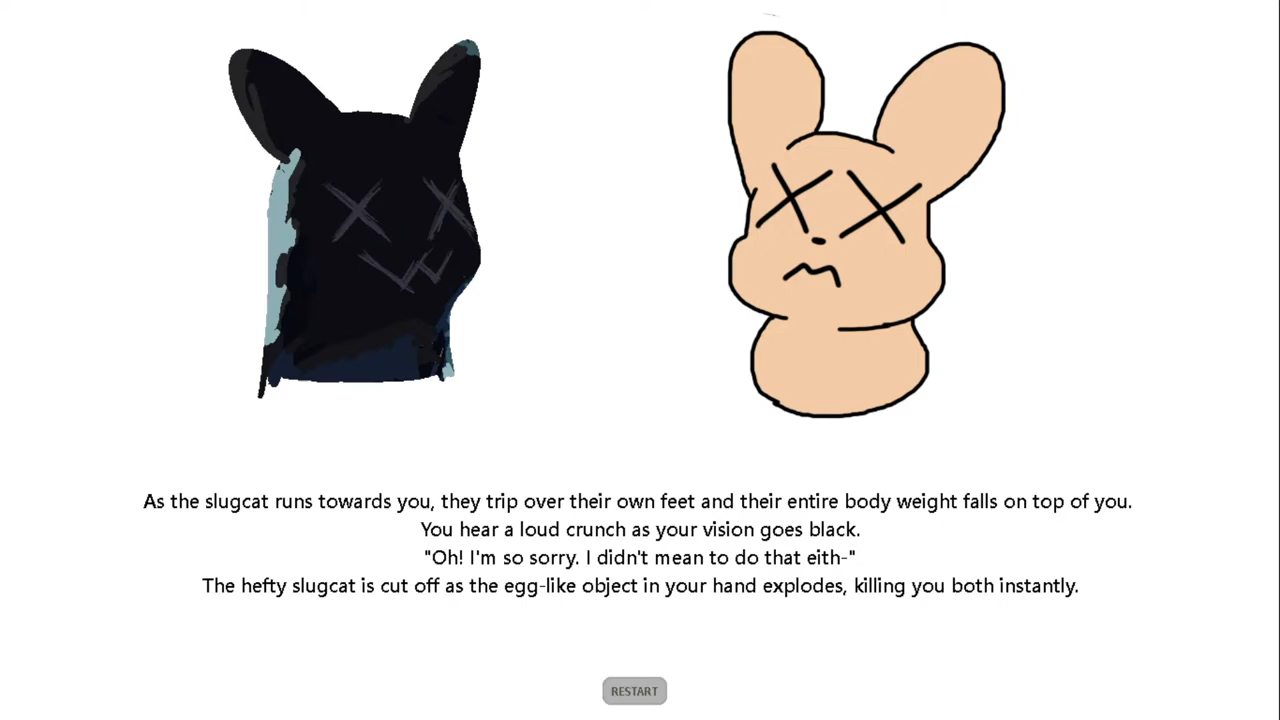 As the slugcat runs towards you, they trip over their own feet and their entire body weight falls on top of you.
You hear a loud crunch as your vision goes black.
"Oh! I'm so sorry. I didn't mean to do that eith-"
The hefty slugcat is cut off as the egg-like object in your hand explodes, killing you both instantly.
RESTART